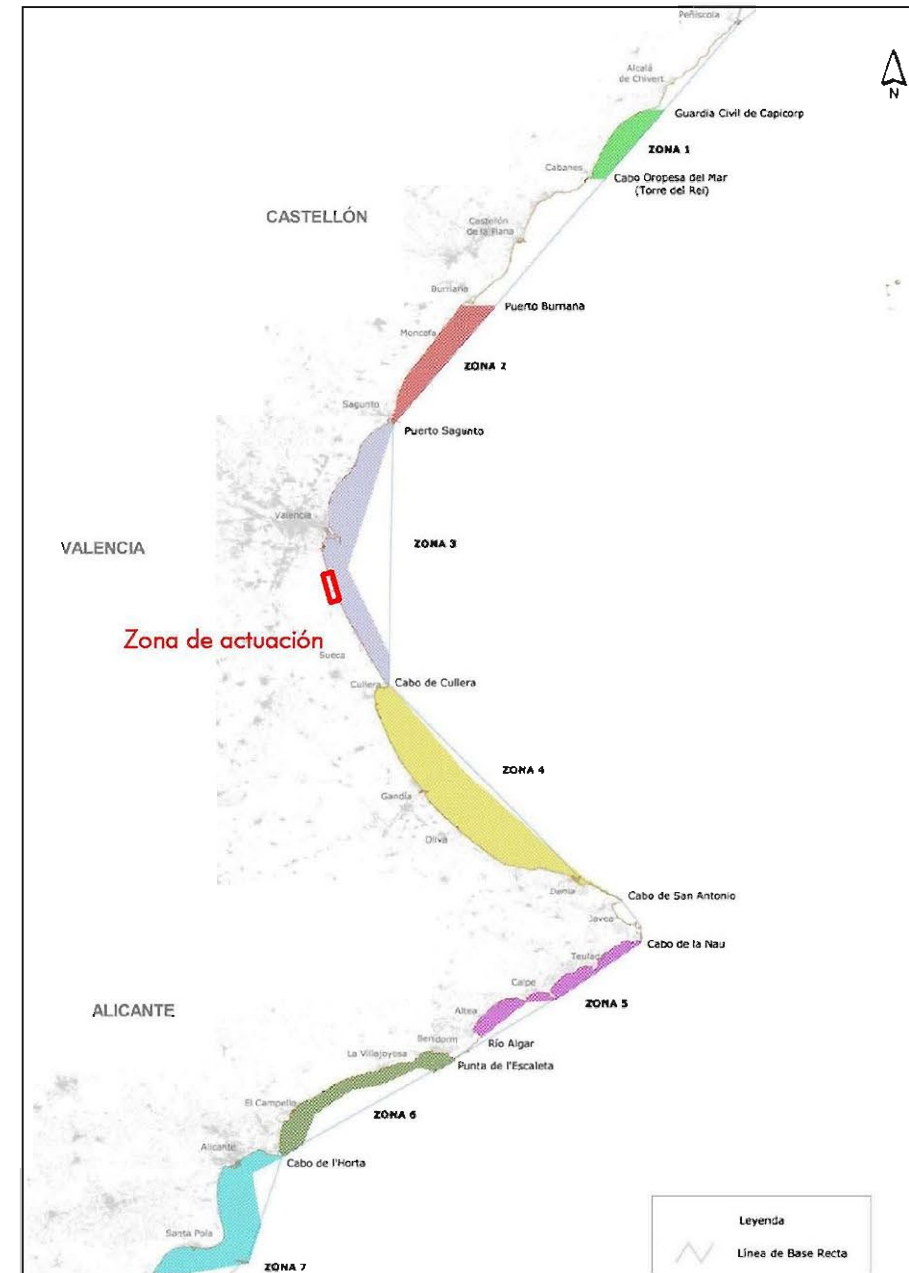 Peñiscola
Alcalá
de Chivert
N
Guardia Civil de Capicorp
ZONA 1
Cabanes
Cabo Oropesa del Mar
(Torre del Rei)
CASTELLÓN
Castellón
de la Plana
Burriana
Puerto Burriana
Moncofa
ZONA 2
Sagunto
Puerto Sagunto
Valencia
VALENCIA
ZONA 3
Zona de actuación
Sueca
Cullera
Cabo de Cullera
ZONA 4
Gandía
Oliva
Denia
Cabo de San Antonio
Javea
Cabo de la Nau
Teulada
Calpe
ZONA 5
ALICANTE
Altea
Río Algar
Benidorm
La Villajoyosa
Punta de l'Escaleta
El Campello
ZONA 6
Alicante
Cabo de l'Horta
Leyenda
Santa Pola
Línea de Base Recta
ZONA 7